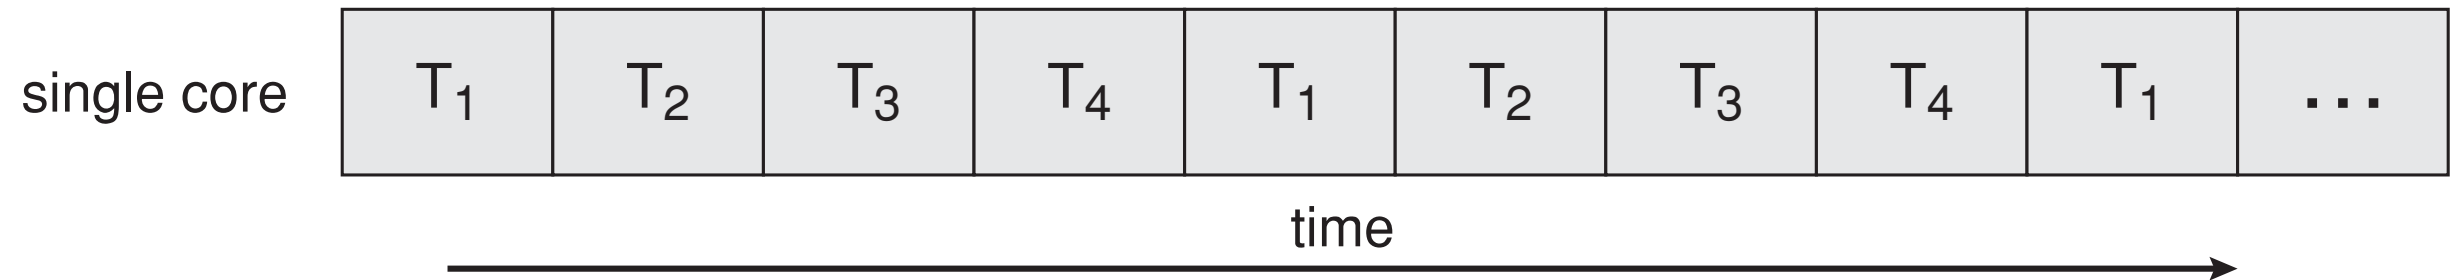 single core T₁ T₂ T₃ T₄ T₁ T₂ T₃ T₄ T₁ ...
time